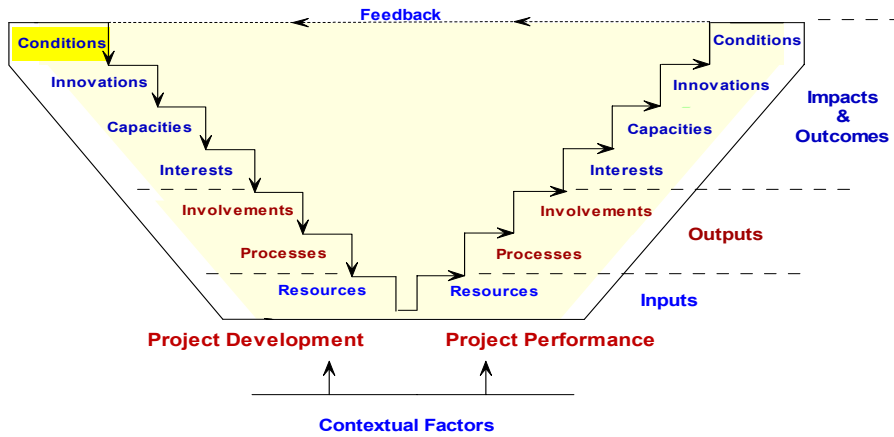 Feedback
Conditions
Conditions
Innovations
Innovations
Capacities
Capacities
Interests
Interests
Impacts
&
Outcomes
Involvements
Involvements
Processes
Processes
Outputs
Resources
Resources
Inputs
Project Development
Project Performance
Contextual Factors